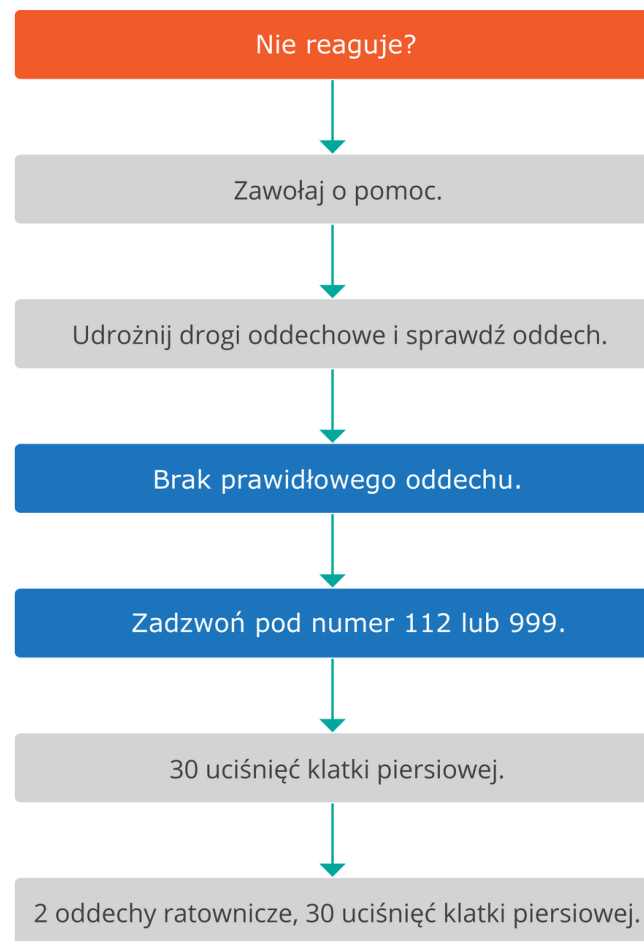 Nie reaguje?
Zawołaj o pomoc.
Udrożnij drogi oddechowe i sprawdź oddech.
Brak prawidłowego oddechu.
Zadzwoń pod numer 112 lub 999.
30 uciśnięć klatki piersiowej.
2 oddechy ratownicze, 30 uciśnięć klatki piersiowej.